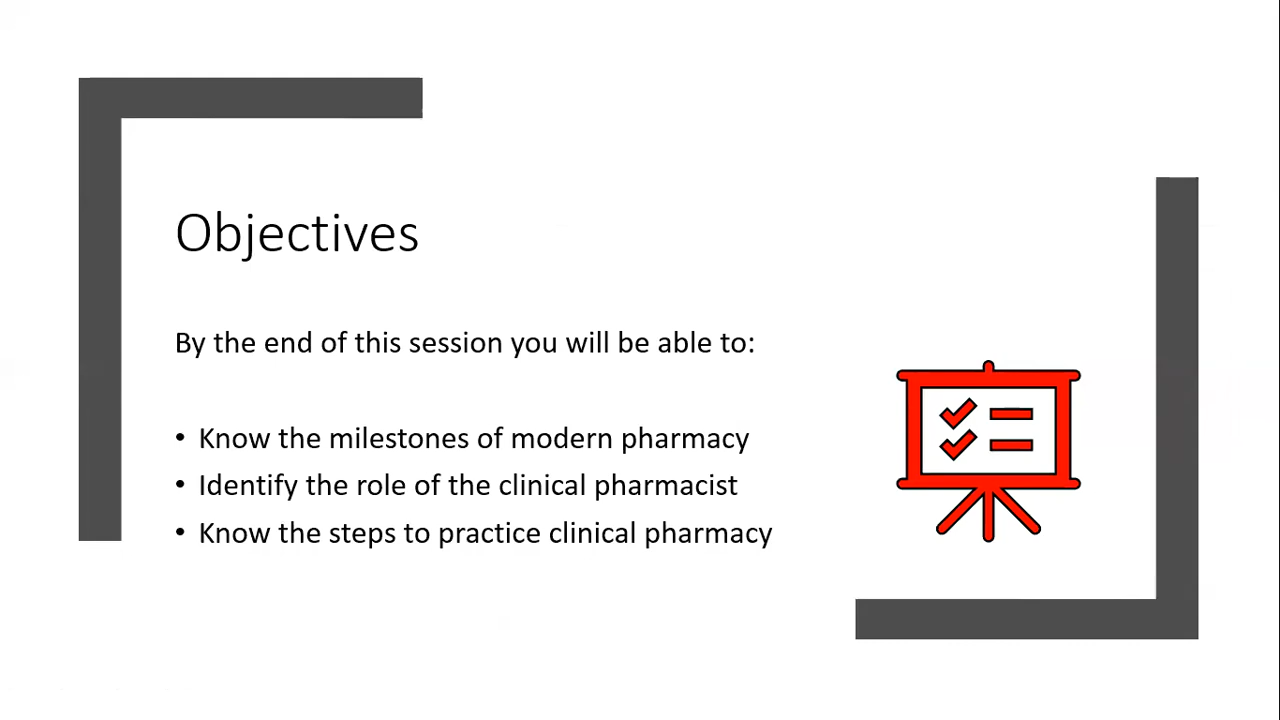 Objectives
By the end of this session you will be able to:
• Know the milestones of modern pharmacy
• Identify the role of the clinical pharmacist
• Know the steps to practice clinical pharmacy